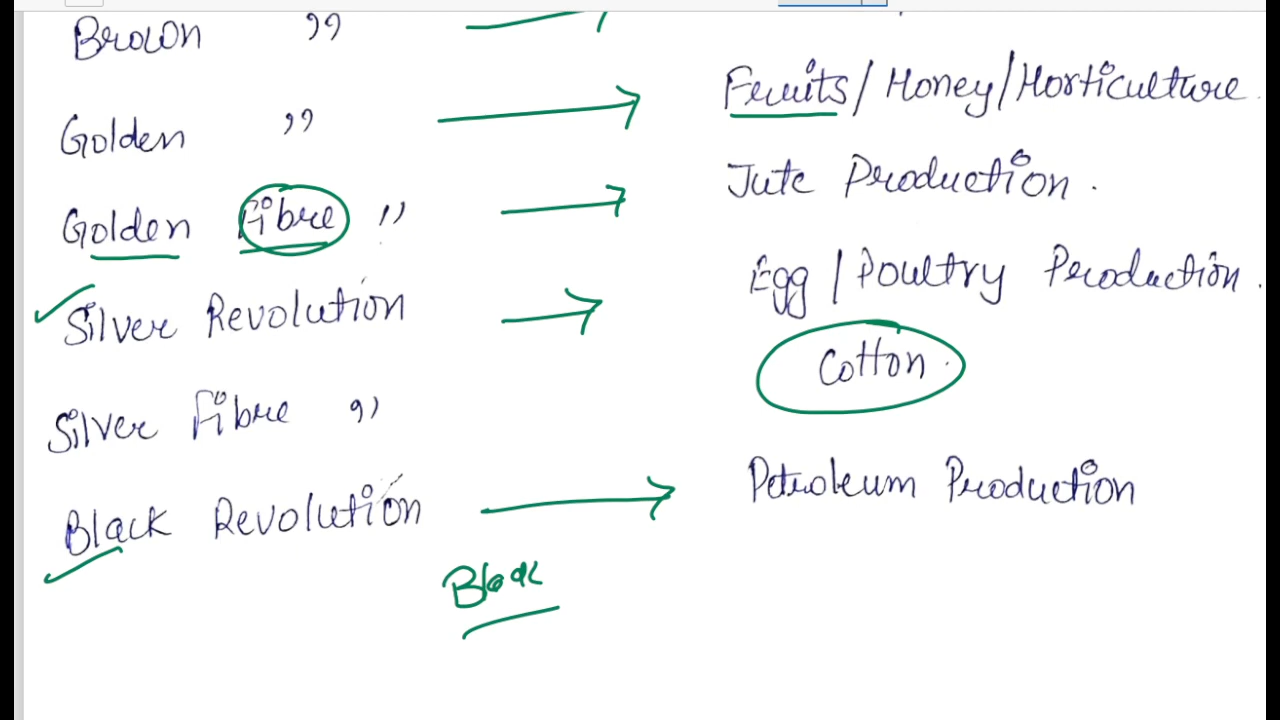 Brown ,,
Golden ,, Fruits/Honey/Horticulture.
Golden Fibre ,, Jute Production.
Silver Revolution Egg/Poultry Production.
Silver Fibre ,, Cotton.
Black Revolution Petroleum Production
Black